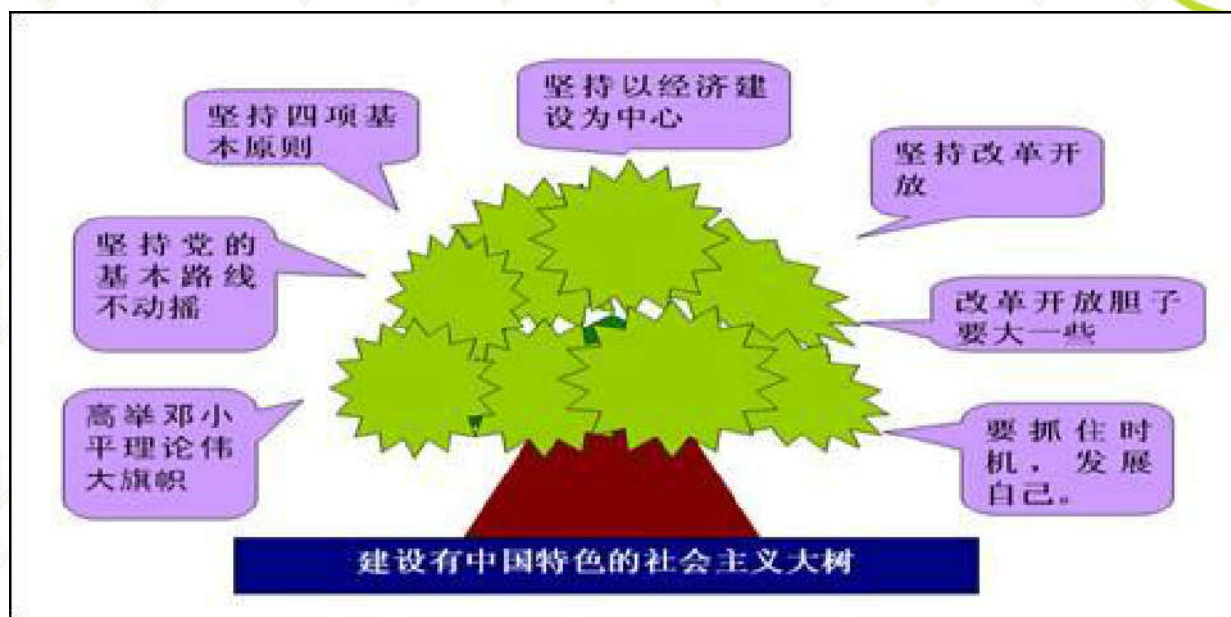 坚持以经济建
设为中心
坚持四项基
本原则
坚持改革开
放
坚持党的
基本路线
不动摇
改革开放胆子
要大一些
高举邓小
平理论伟
大旗帜
要抓住时
机，发展
自己。
建设有中国特色的社会主义大树